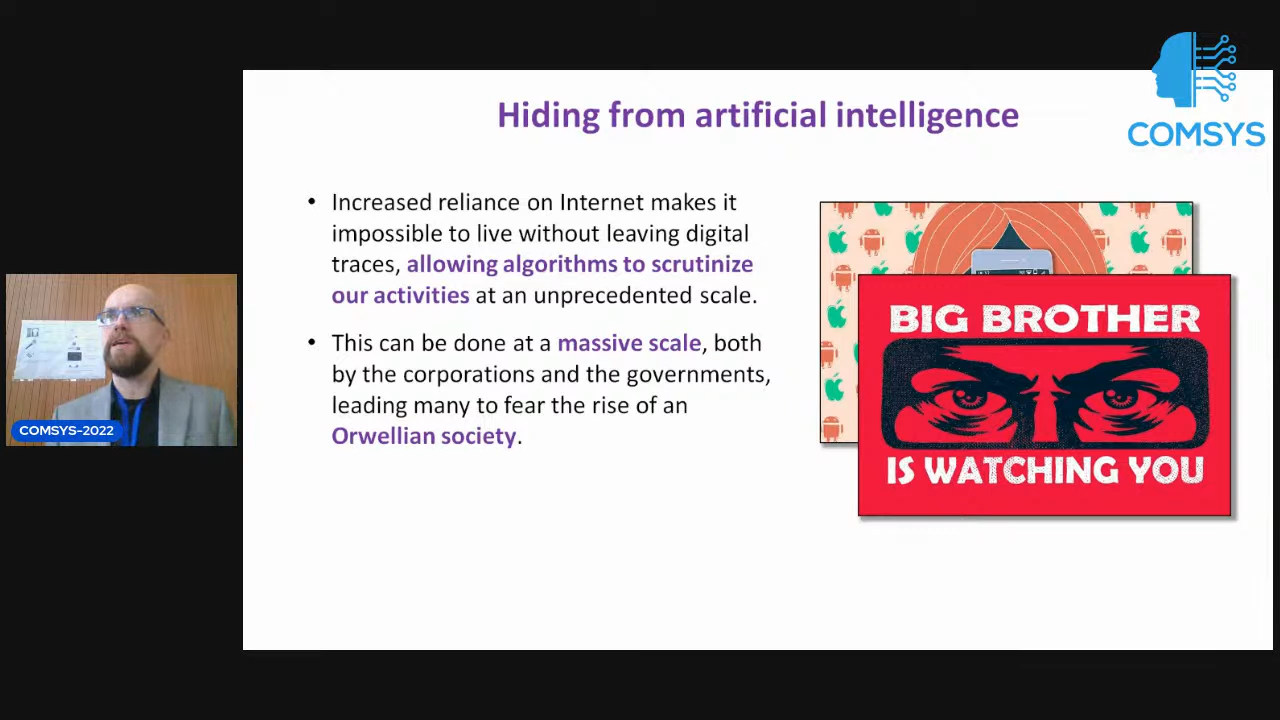 COMSYS
Hiding from artificial intelligence
• Increased reliance on Internet makes it
impossible to live without leaving digital
traces, allowing algorithms to scrutinize
our activities at an unprecedented scale.
• This can be done at a massive scale, both
by the corporations and the governments,
leading many to fear the rise of an
Orwellian society.
BIG BROTHER
IS WATCHING YOU
COMSYS-2022